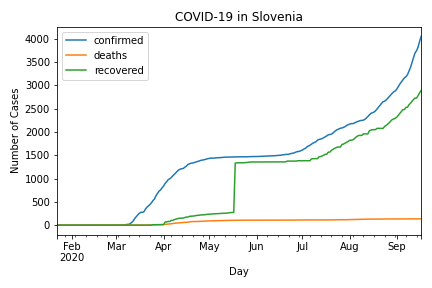 COVID-19 in Slovenia
confirmed
deaths
recovered
4000
3500
3000
2500
2000
1500
1000
500
0
Number of Cases
Feb Mar Apr May Jun Jul Aug Sep
2020
Day